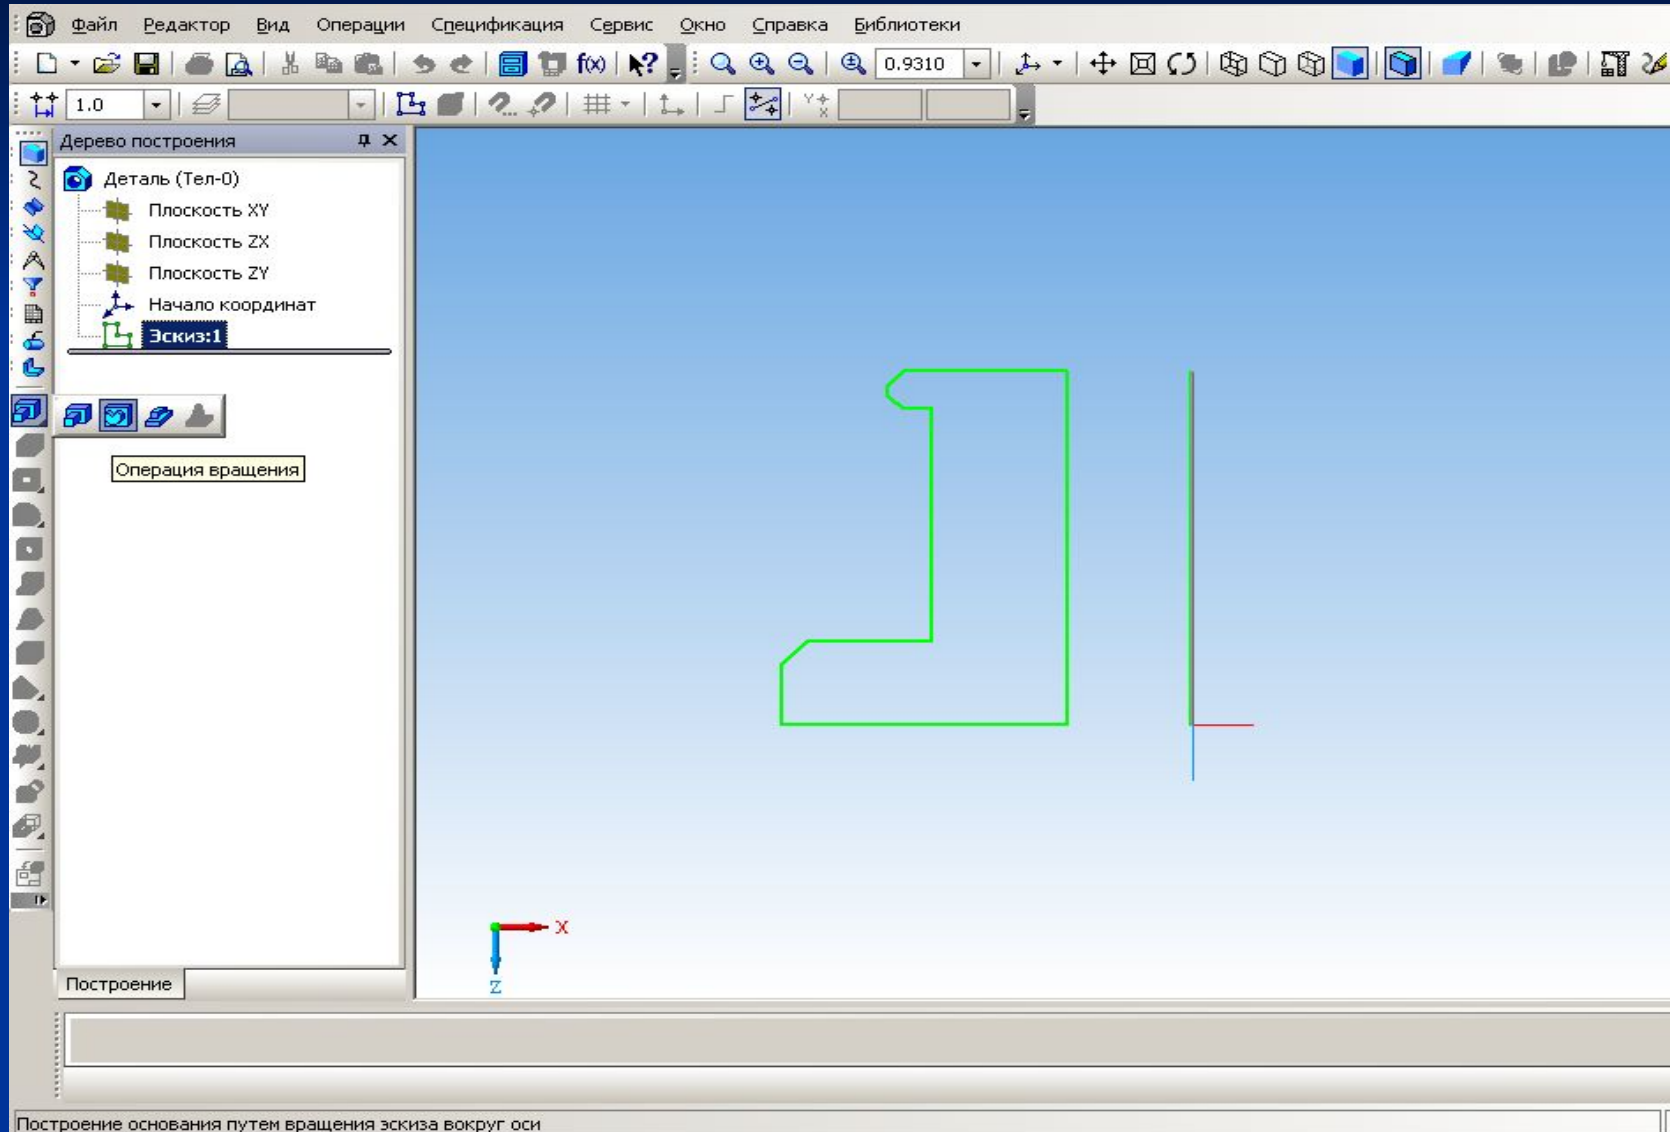 Файл Редактор Вид Операции Спецификация Сервис Окно Справка Библиотеки
f(x) ? 0.9310
1.0
Дерево построения
Деталь (Тел-0)
Плоскость XY
Плоскость ZX
Плоскость ZY
Начало координат
Эскиз:1
Операция вращения
X
Z
Построение
Построение основания путем вращения эскиза вокруг оси